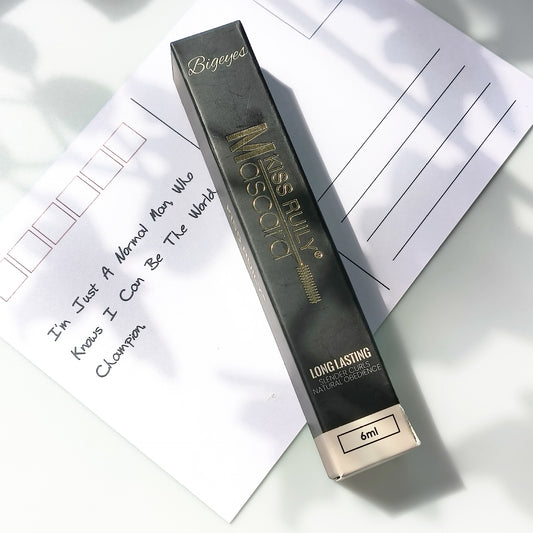 Bigeyes
KISS RUILY®
Mascara
LONG LASTING
SLENDER CURLS
NATURAL OBEDIENCE
6ml
I'm Just A Normal Man, Who
Knows I Can Be The World
Champion.